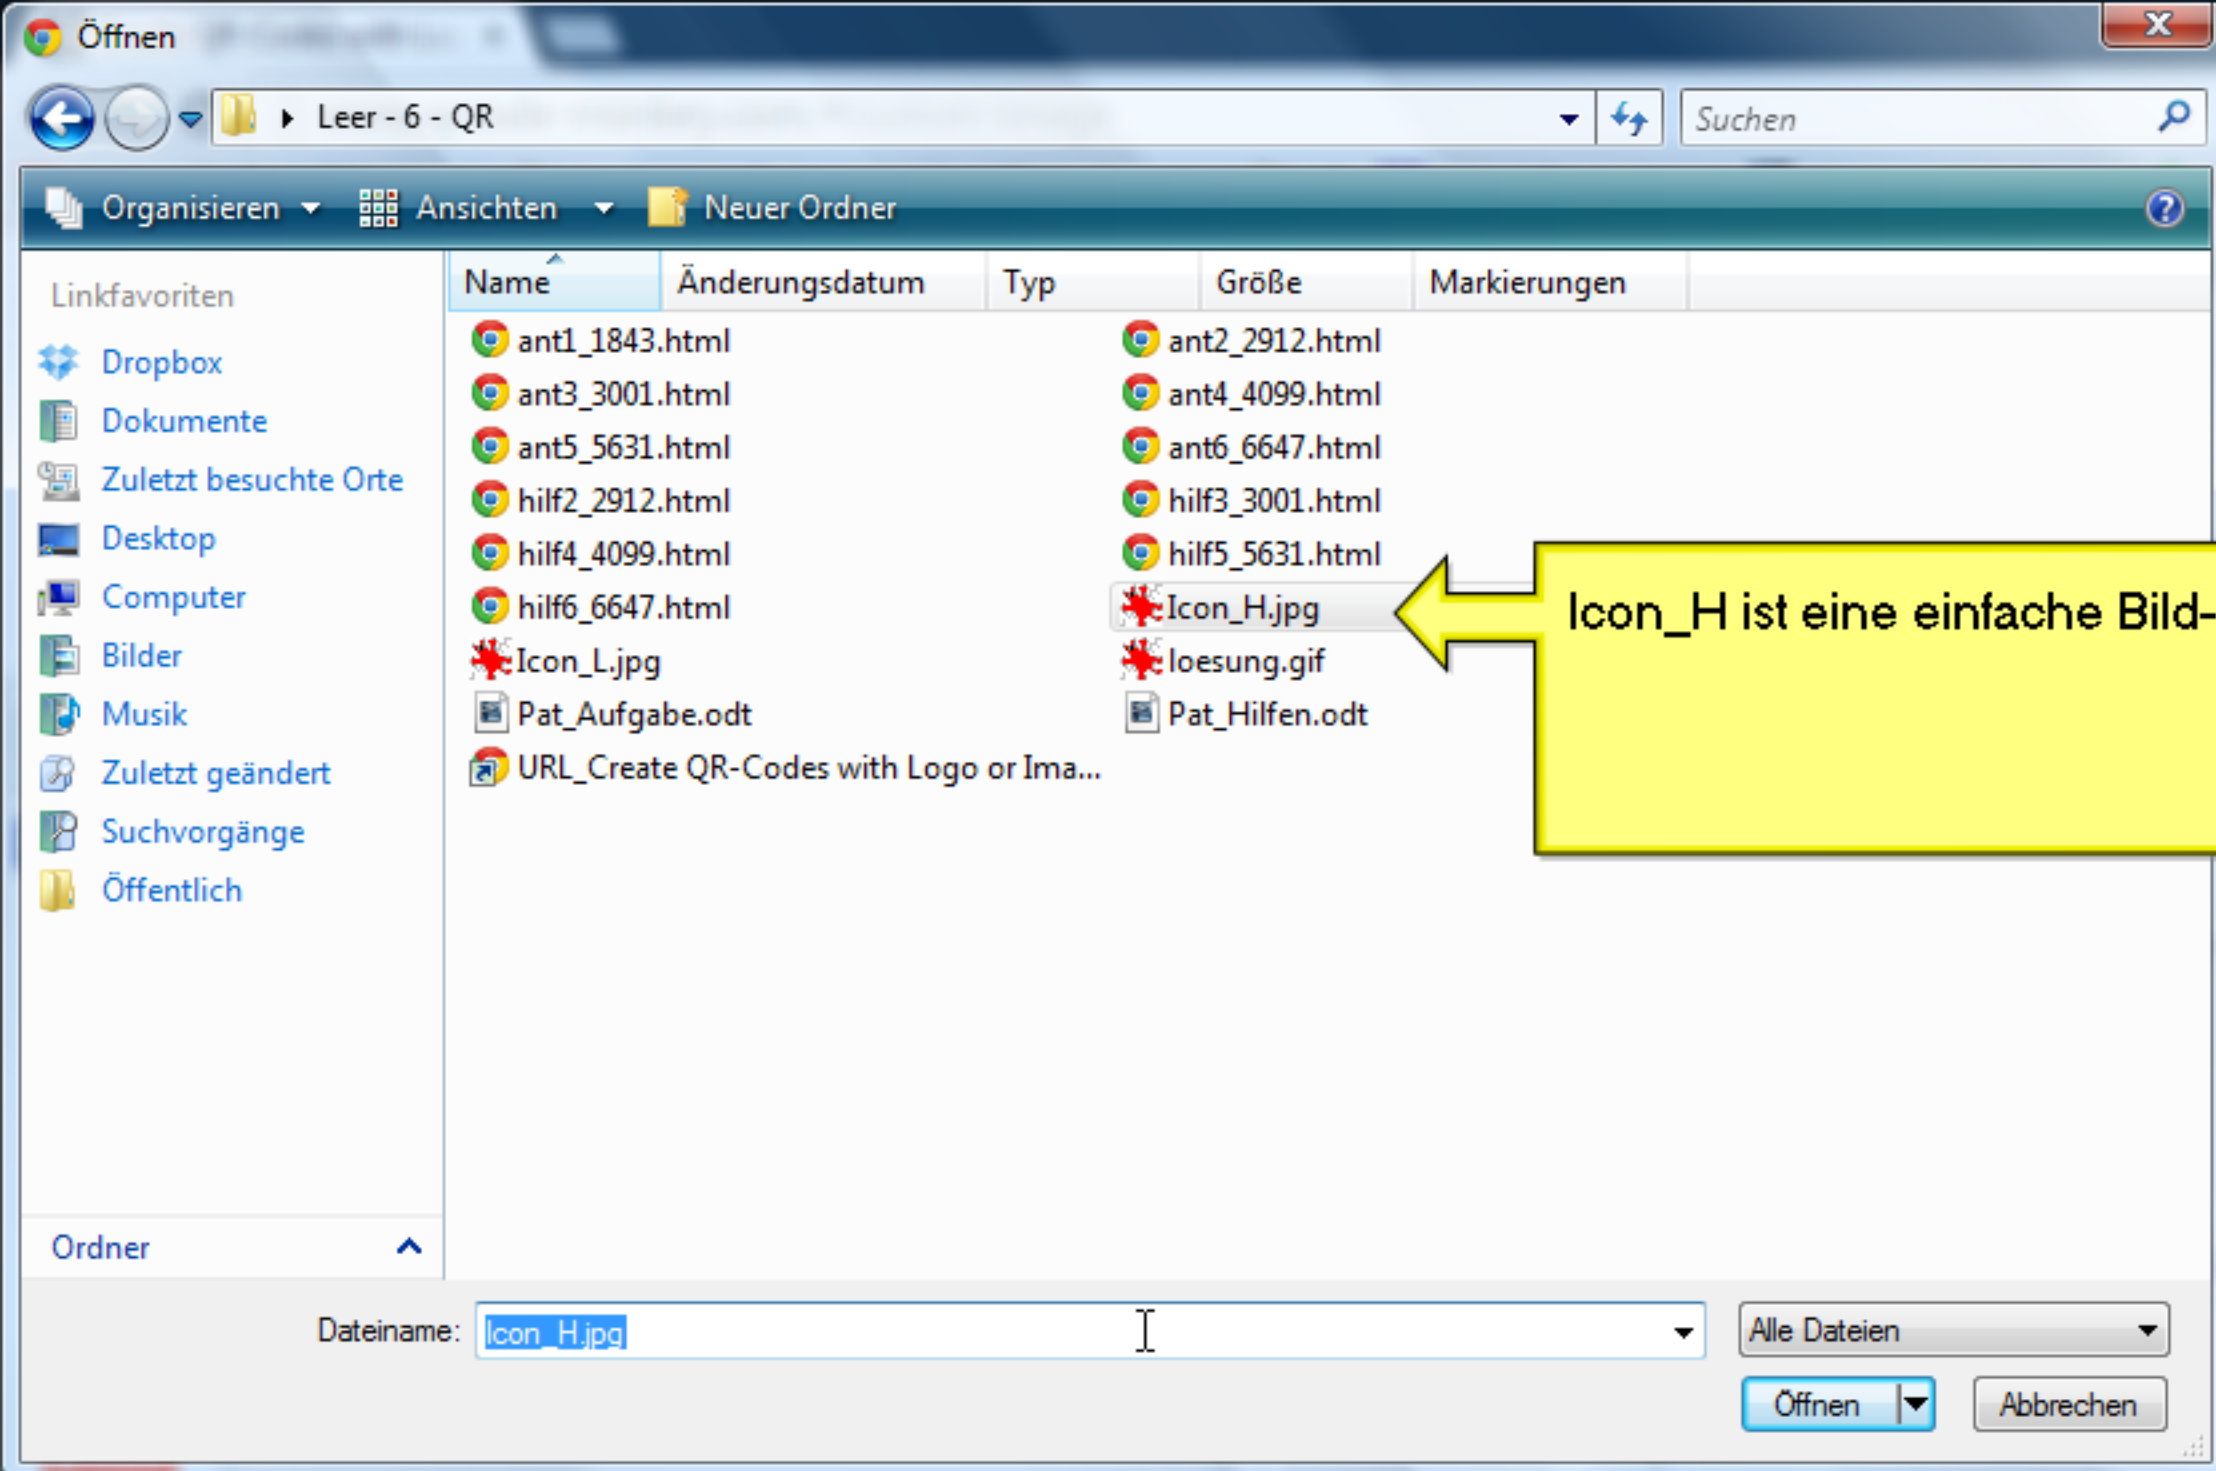 Öffnen
Leer - 6 - QR
Suchen
Organisieren Ansichten Neuer Ordner
Linkfavoriten
Dropbox
Dokumente
Zuletzt besuchte Orte
Desktop
Computer
Bilder
Musik
Zuletzt geändert
Suchvorgänge
Öffentlich
Ordner
Name Änderungsdatum Typ Größe Markierungen
ant1_1843.html ant2_2912.html
ant3_3001.html ant4_4099.html
ant5_5631.html ant6_6647.html
hilf2_2912.html hilf3_3001.html
hilf4_4099.html hilf5_5631.html
hilf6_6647.html Icon_H.jpg
Icon_L.jpg loesung.gif
Pat_Aufgabe.odt Pat_Hilfen.odt
URL_Create QR-Codes with Logo or Ima...
Icon_H ist eine einfache Bild-
Dateiname: Icon_H.jpg Alle Dateien
Öffnen Abbrechen